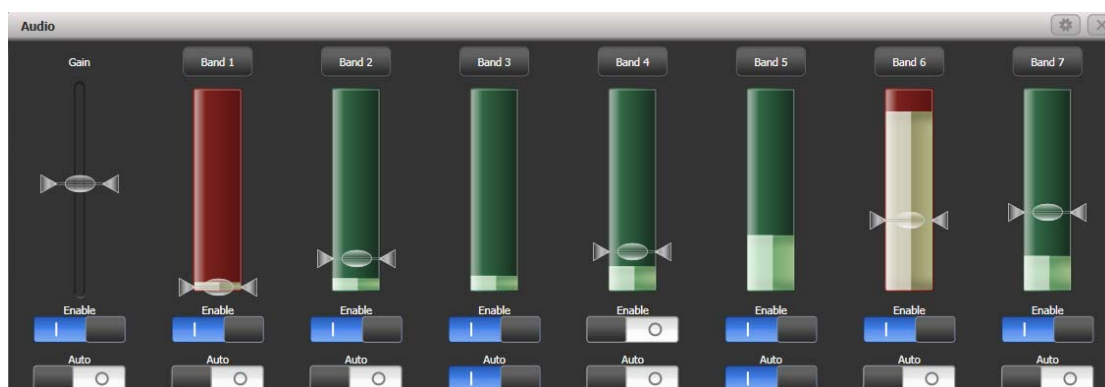 Audio
Gain Band 1 Band 2 Band 3 Band 4 Band 5 Band 6 Band 7
Enable Enable Enable Enable Enable Enable Enable Enable
Auto Auto Auto Auto Auto Auto Auto Auto